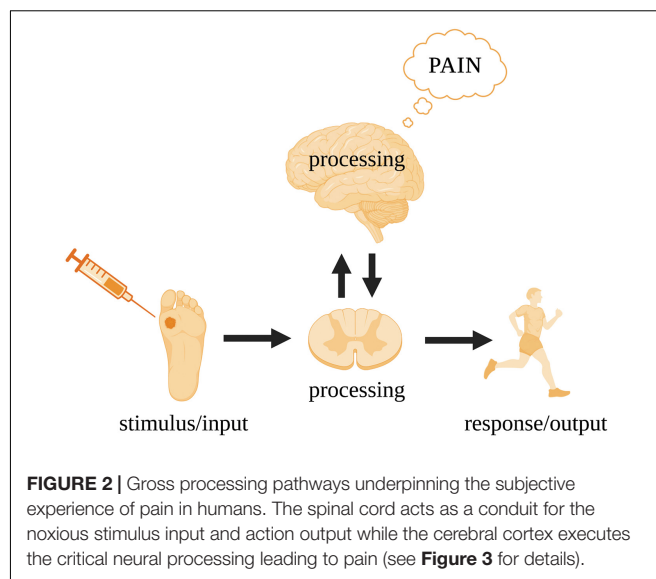 PAIN
processing
processing
stimulus/input
response/output
FIGURE 2 | Gross processing pathways underpinning the subjective
experience of pain in humans. The spinal cord acts as a conduit for the
noxious stimulus input and action output while the cerebral cortex executes
the critical neural processing leading to pain (see Figure 3 for details).